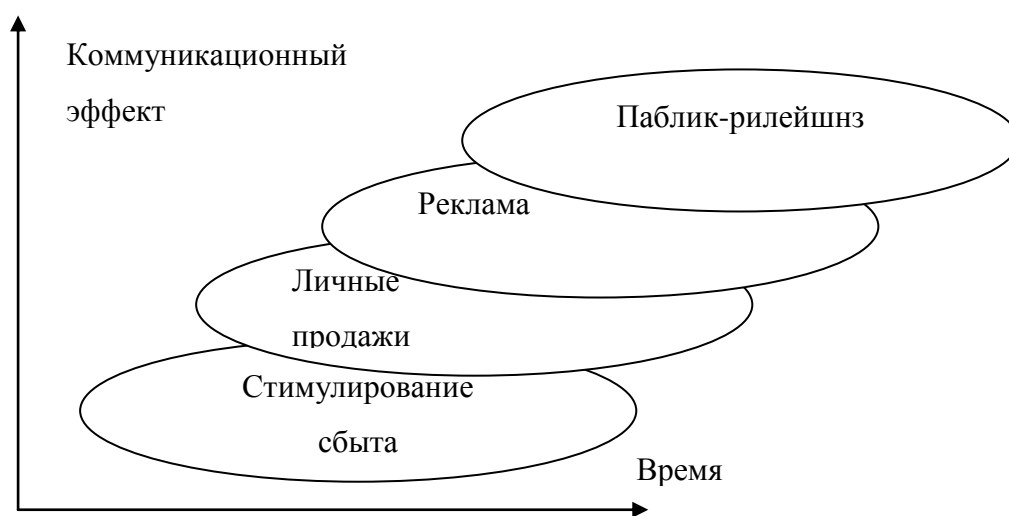 Коммуникационный
эффект
Паблик-рилейшнз
Реклама
Личные
продажи
Стимулирование
сбыта
Время